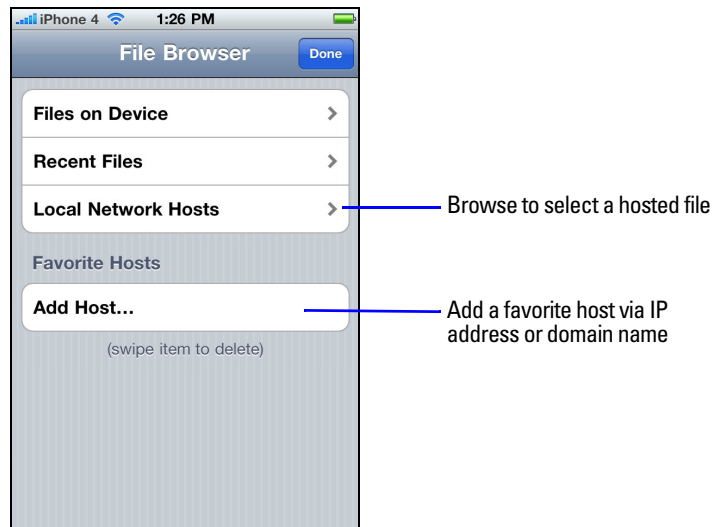 iPhone 4 1:26 PM
File Browser
Done
Files on Device
Recent Files
Local Network Hosts
Browse to select a hosted file
Favorite Hosts
Add Host...
Add a favorite host via IP
address or domain name
(swipe item to delete)